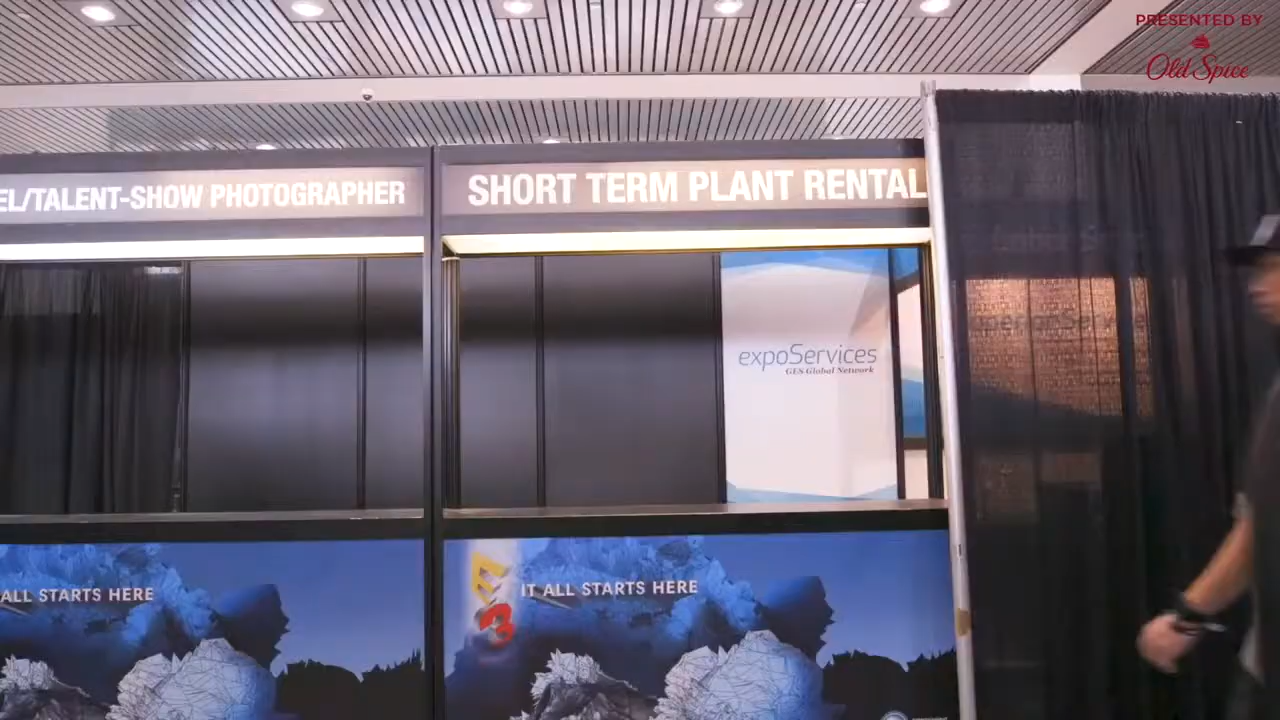 PRESENTED BY
Old Spice
EL/TALENT-SHOW PHOTOGRAPHER
SHORT TERM PLANT RENTAL
expoServices
GES Global Network
ALL STARTS HERE
E3
IT ALL STARTS HERE